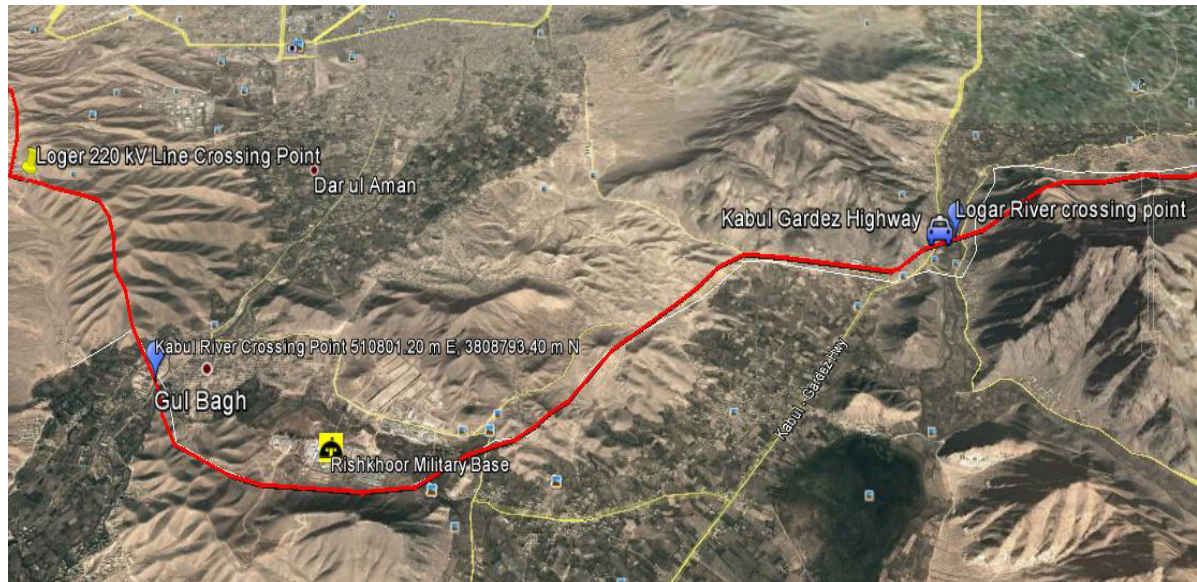 Loger 220 kV Line Crossing Point
Dar ul Aman
Kabul Gardez Highway
Logar River crossing point
Kabul River Crossing Point 510801.20 m E, 3808793.40 m N
Gul Bagh
Rishkhoor Military Base
Kabul - Gardez Hwy